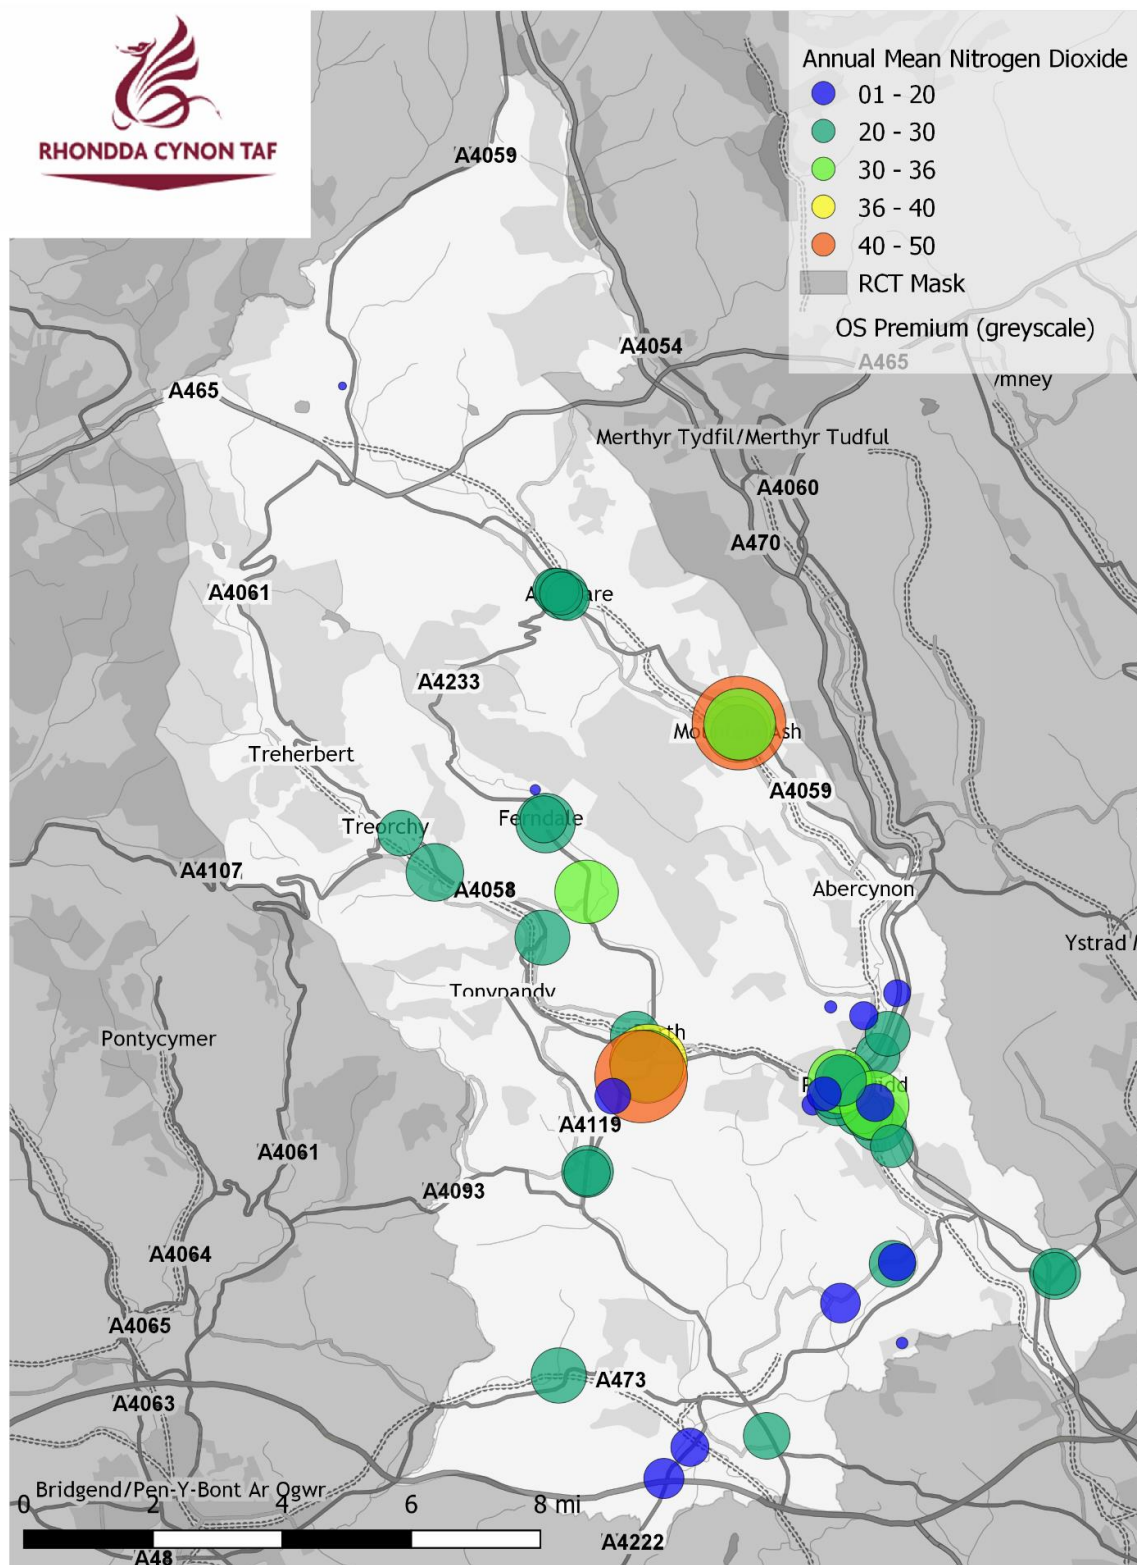 RHONDDA CYNON TAF
Annual Mean Nitrogen Dioxide
01 - 20
20 - 30
30 - 36
36 - 40
40 - 50
RCT Mask
OS Premium (greyscale)
A4059
A4054
A465
A465
Merthyr Tydfil/Merthyr Tudful
A4060
A470
A4061
A4233
Treherbert
A4059
Treorchy
Ferndale
A4107
A4058
Abercynon
Tonypandy
Pontycymer
A4119
A4061
A4093
A4064
A4065
A473
A4063
Bridgend/Pen-Y-Bont Ar Ogwr
0 2 4 6 8 mi
A4222
A48